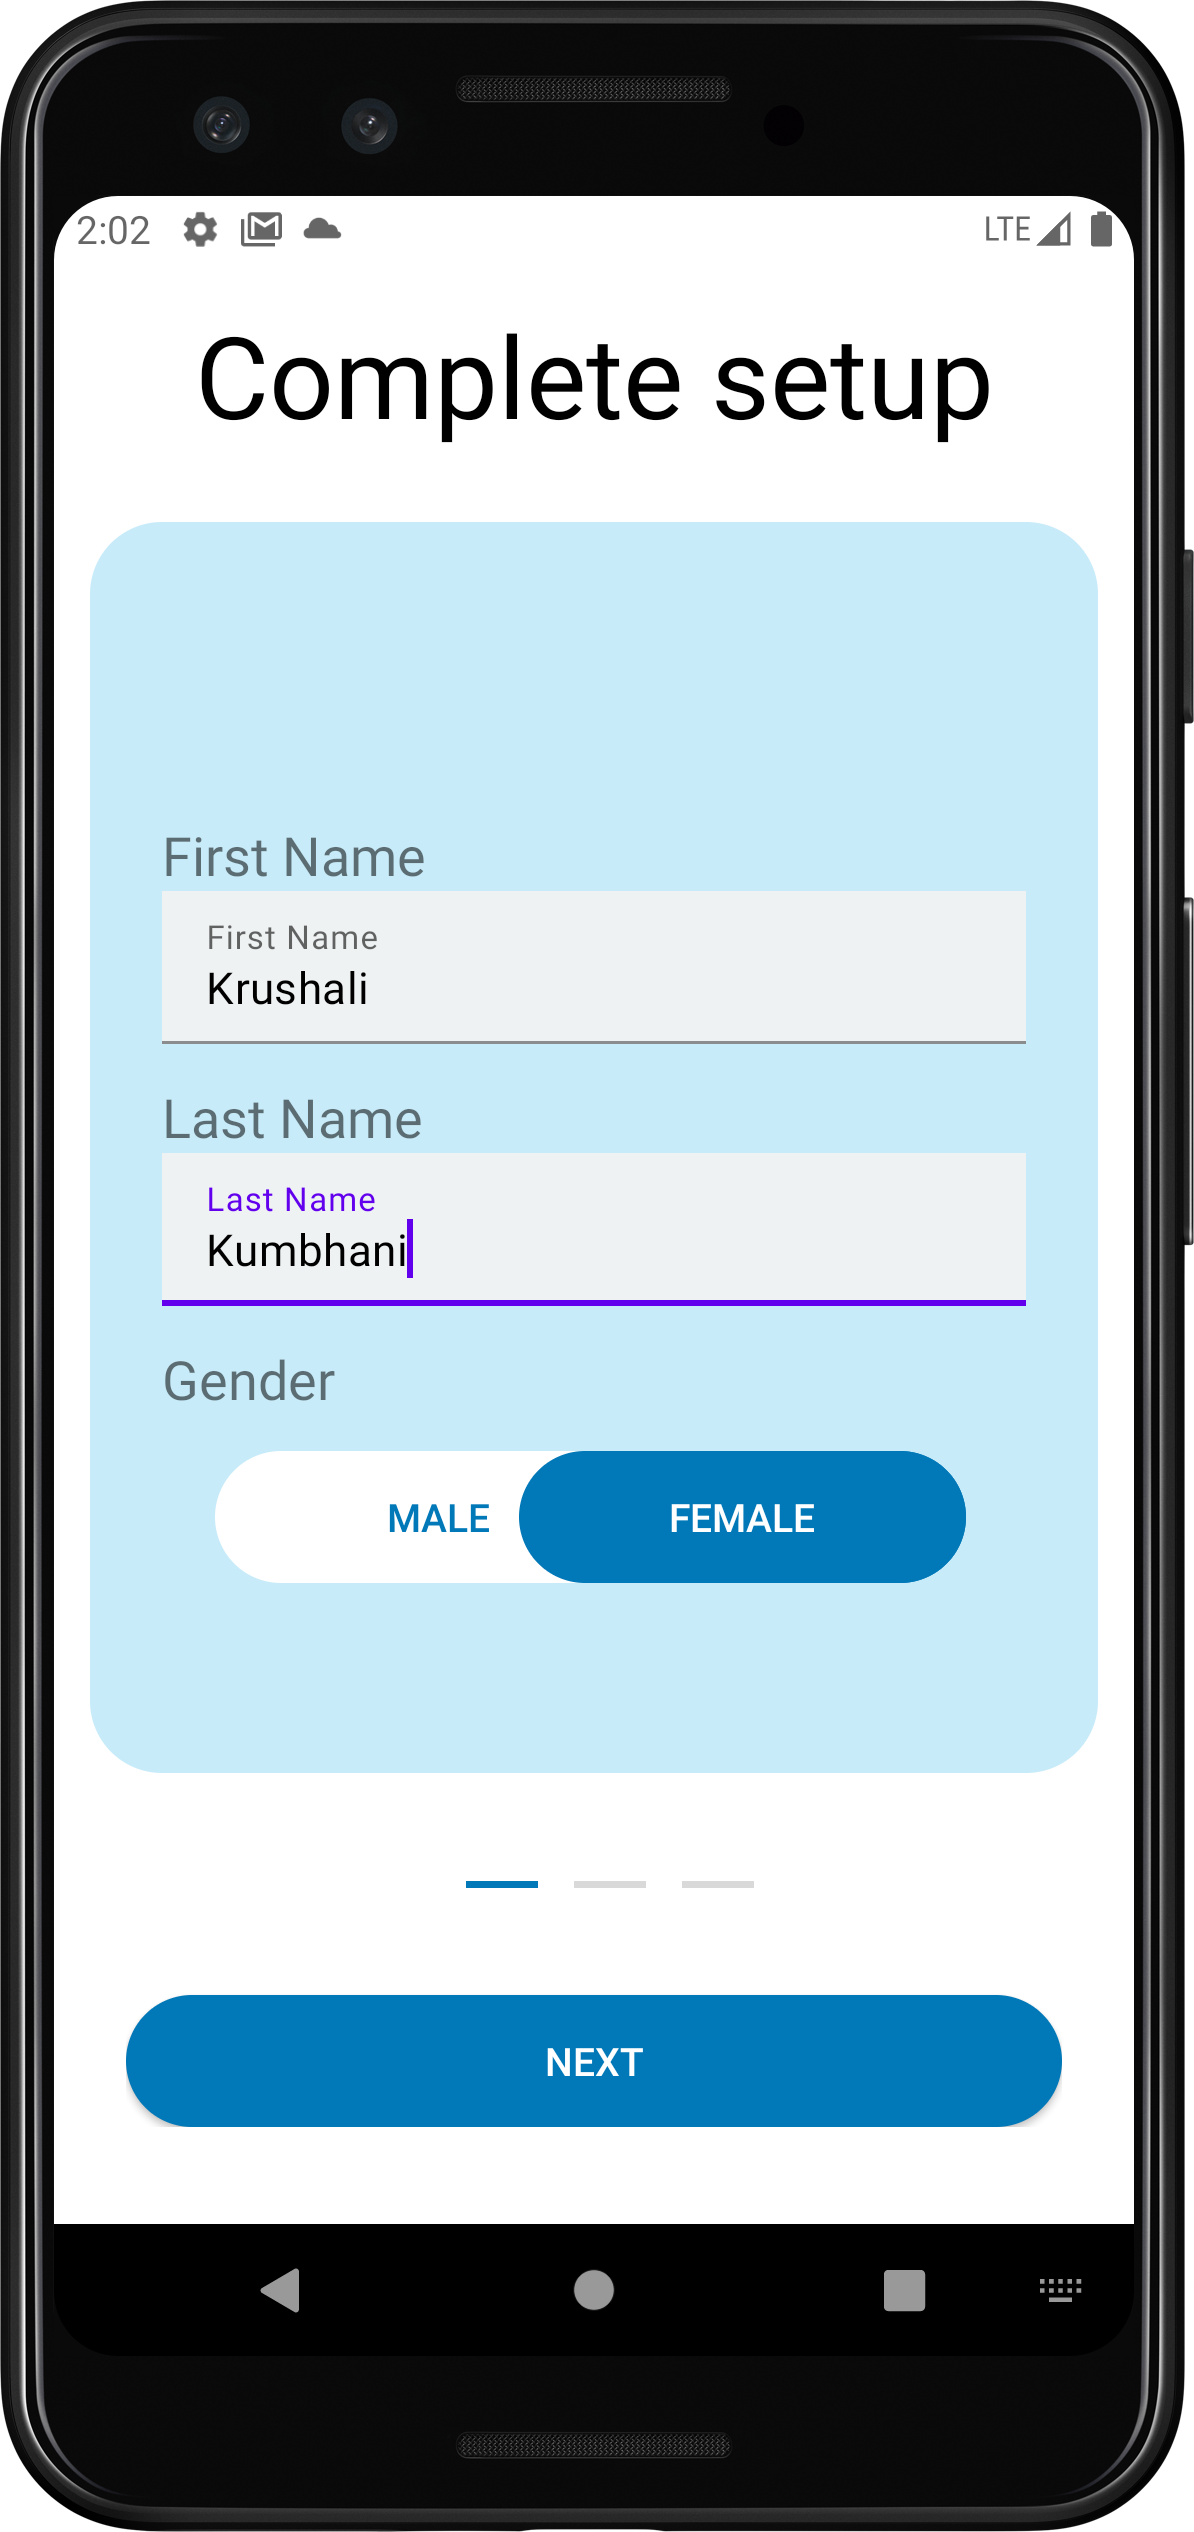 2:02 LTE
Complete setup
First Name
First Name
Krushali
Last Name
Last Name
Kumbhani
Gender
MALE FEMALE
NEXT